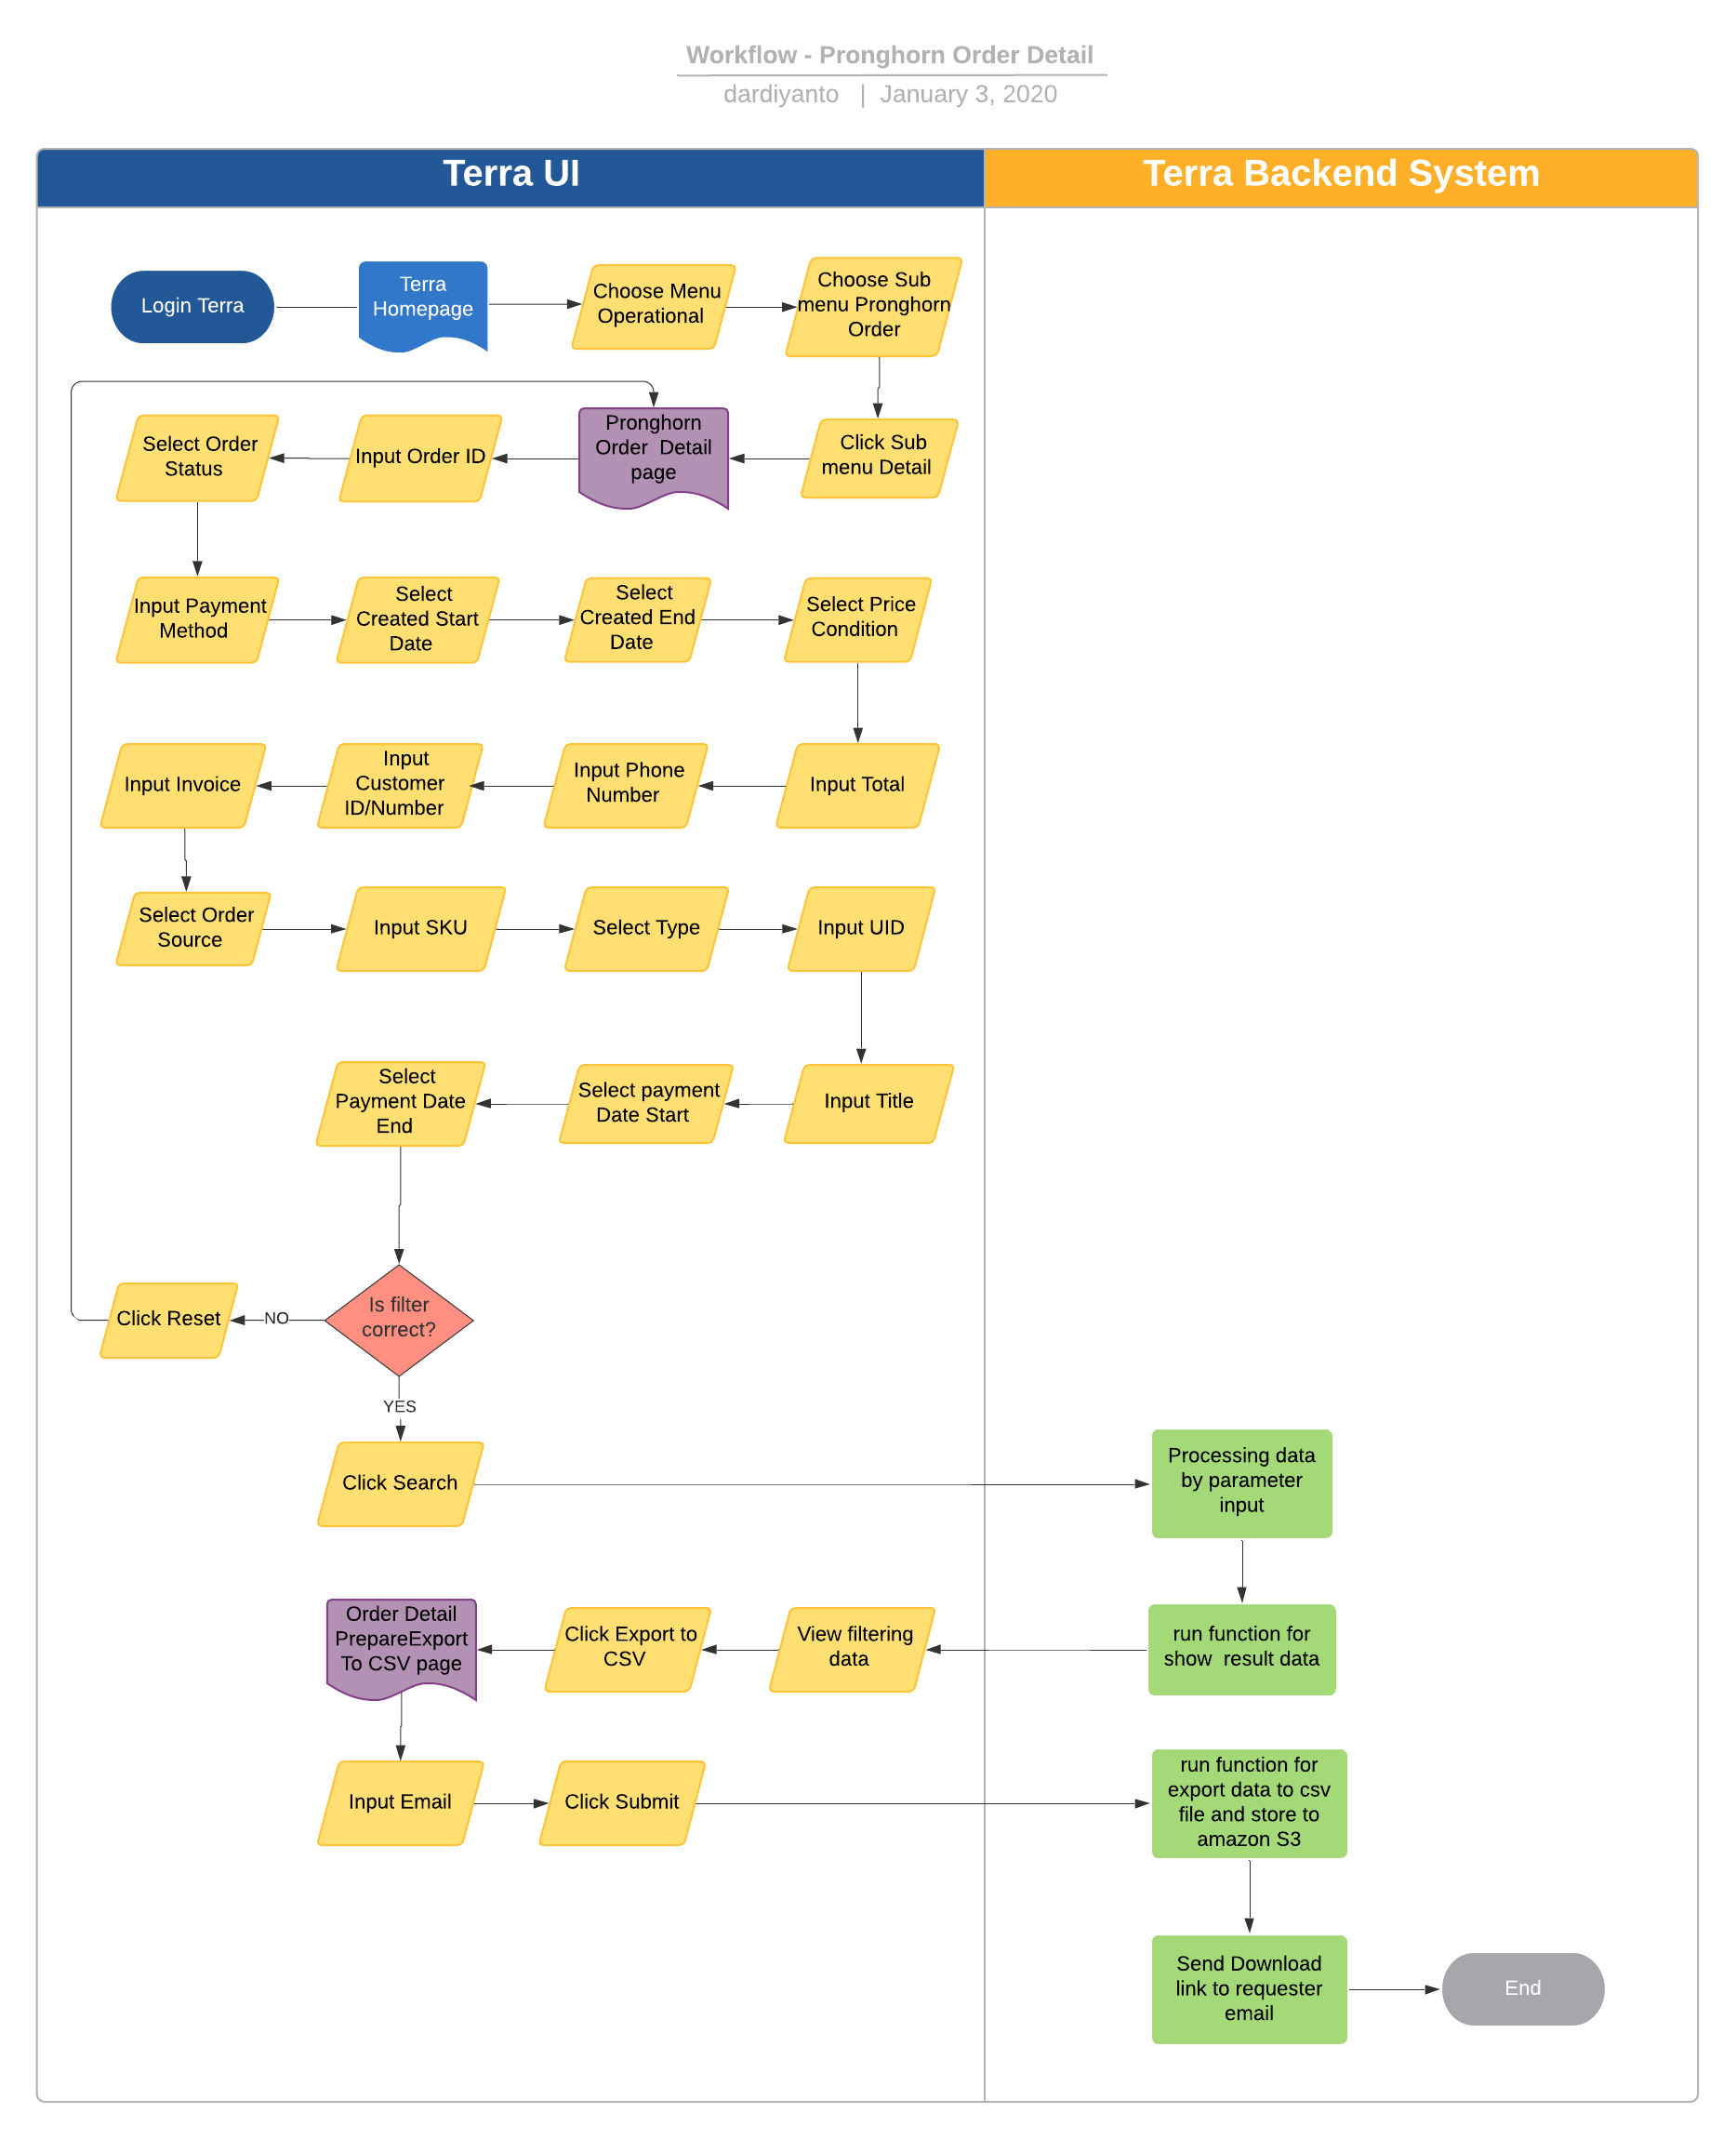 Workflow - Pronghorn Order Detail
dardiyanto | January 3, 2020
Terra UI
Terra Backend System
Login Terra
Terra
Homepage
Choose Menu
Operational
Choose Sub
menu Pronghorn
Order
Select Order
Status
Input Order ID
Pronghorn
Order Detail
page
Click Sub
menu Detail
Input Payment
Method
Select
Created Start
Date
Select
Created End
Date
Select Price
Condition
Input Invoice
Input
Customer
ID/Number
Input Phone
Number
Input Total
Select Order
Source
Input SKU
Select Type
Input UID
Select
Payment Date
End
Select payment
Date Start
Input Title
Click Reset
NO
Is filter
correct?
YES
Click Search
Processing data
by parameter
input
Order Detail
PrepareExport
To CSV page
Click Export to
CSV
View filtering
data
run function for
show result data
Input Email
Click Submit
run function for
export data to csv
file and store to
amazon S3
Send Download
link to requester
email
End